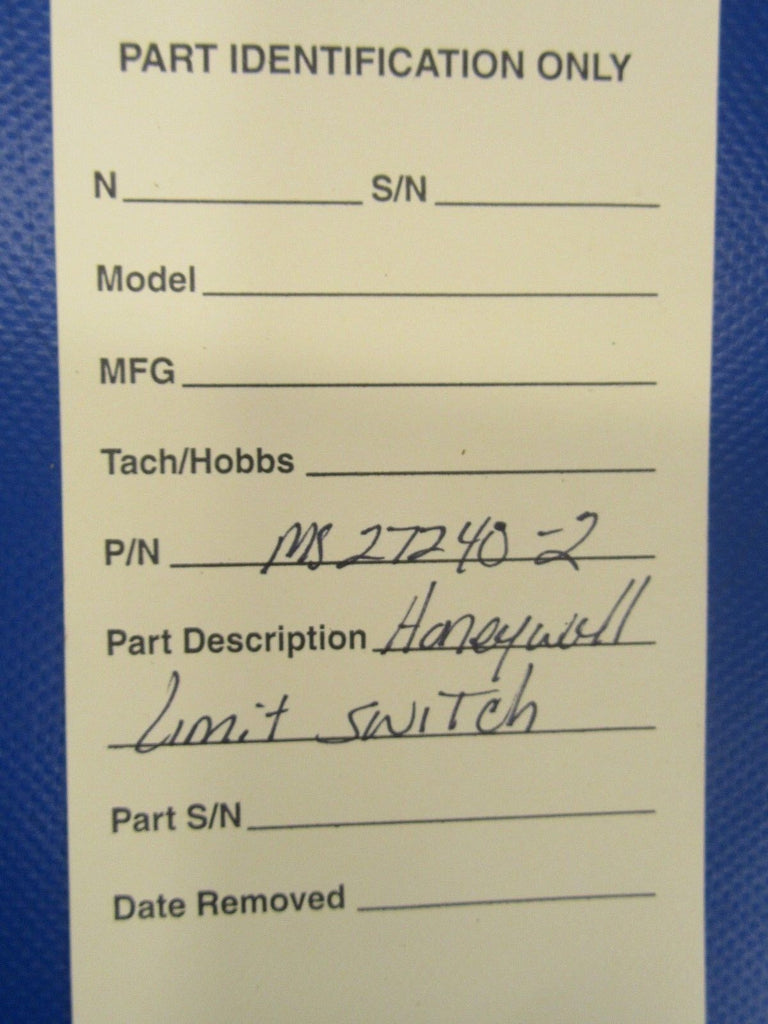 PART IDENTIFICATION ONLY
N S/N
Model
MFG
Tach/Hobbs
P/N MS 27240-2
Part Description Honeywell
Limit SWITCh
Part S/N
Date Removed